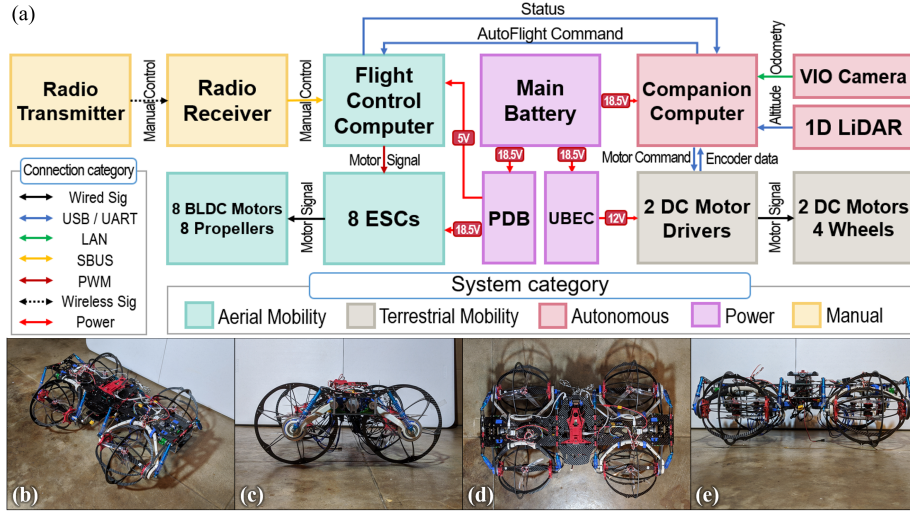 (a)
Status
AutoFlight Command
Radio
Transmitter
Manual Control
Radio
Receiver
Manual Control
Flight
Control
Computer
5V
Main
Battery
18.5V
Companion
Computer
Odometry
VIO Camera
Altitude
1D LiDAR
Motor Signal
18.5V
18.5V
Motor Command
Encoder data
Connection category
Wired Sig
USB / UART
LAN
SBUS
PWM
Wireless Sig
Power
8 BLDC Motors
8 Propellers
Motor Signal
8 ESCs
18.5V
PDB
UBEC
12V
2 DC Motor
Drivers
Motor Signal
2 DC Motors
4 Wheels
System category
Aerial Mobility
Terrestrial Mobility
Autonomous
Power
Manual
(b)
(c)
(d)
(e)